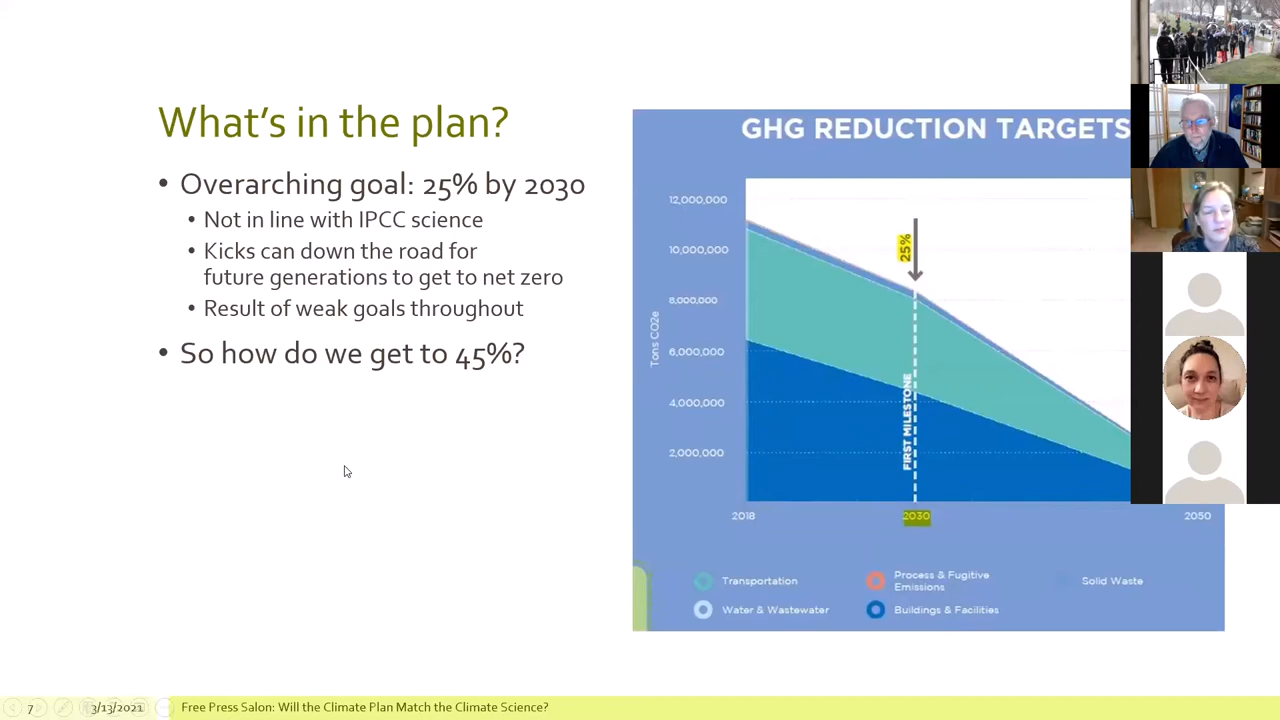 What's in the plan?
• Overarching goal: 25% by 2030
• Not in line with IPCC science
• Kicks can down the road for
future generations to get to net zero
• Result of weak goals throughout
• So how do we get to 45%?
GHG REDUCTION TARGETS
12,000,000
10,000,000
8,000,000
6,000,000
4,000,000
2,000,000
Tons CO2e
25%
FIRST MILESTONE
2018
2030
2050
Transportation
Process & Fugitive
Emissions
Solid Waste
Water & Wastewater
Buildings & Facilities
7
3/13/2021
Free Press Salon: Will the Climate Plan Match the Climate Science?